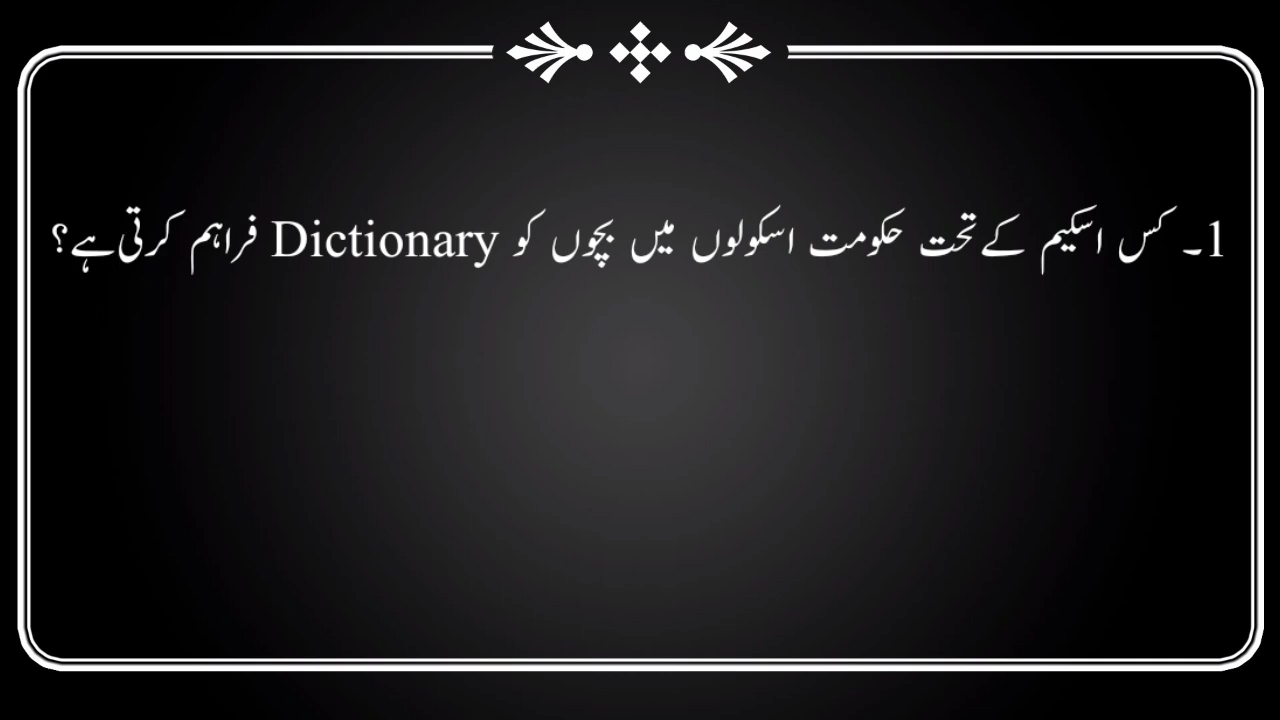 1۔ کس اسکیم کے تحت حکومت اسکولوں میں بچوں کو Dictionary فراہم کرتی ہے؟